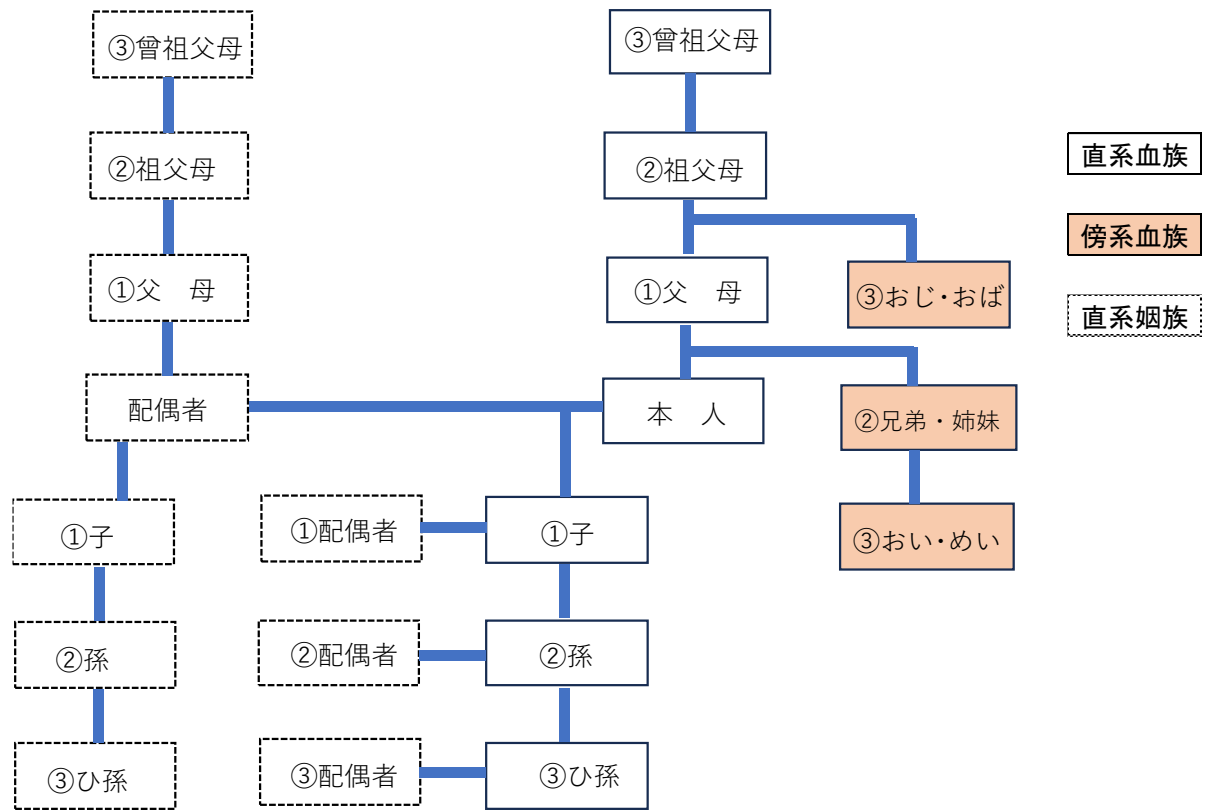 ③曾祖父母
③曾祖父母
②祖父母
②祖父母
直系血族
傍系血族
①父　母
①父　母
③おじ・おば
直系姻族
配偶者
本　人
②兄弟・姉妹
①子
①配偶者
①子
③おい・めい
②孫
②配偶者
②孫
③ひ孫
③配偶者
③ひ孫